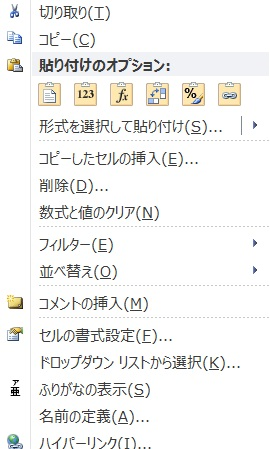 切り取り(T)
コピー(C)
貼り付けのオプション:
123 fx %
形式を選択して貼り付け(S)...
コピーしたセルの挿入(E)...
削除(D)...
数式と値のクリア(N)
フィルター(E)
並べ替え(O)
コメントの挿入(M)
セルの書式設定(F)...
ドロップダウン リストから選択(K)...
ア亜 ふりがなの表示(S)
名前の定義(A)...
ハイパーリンク(I)...